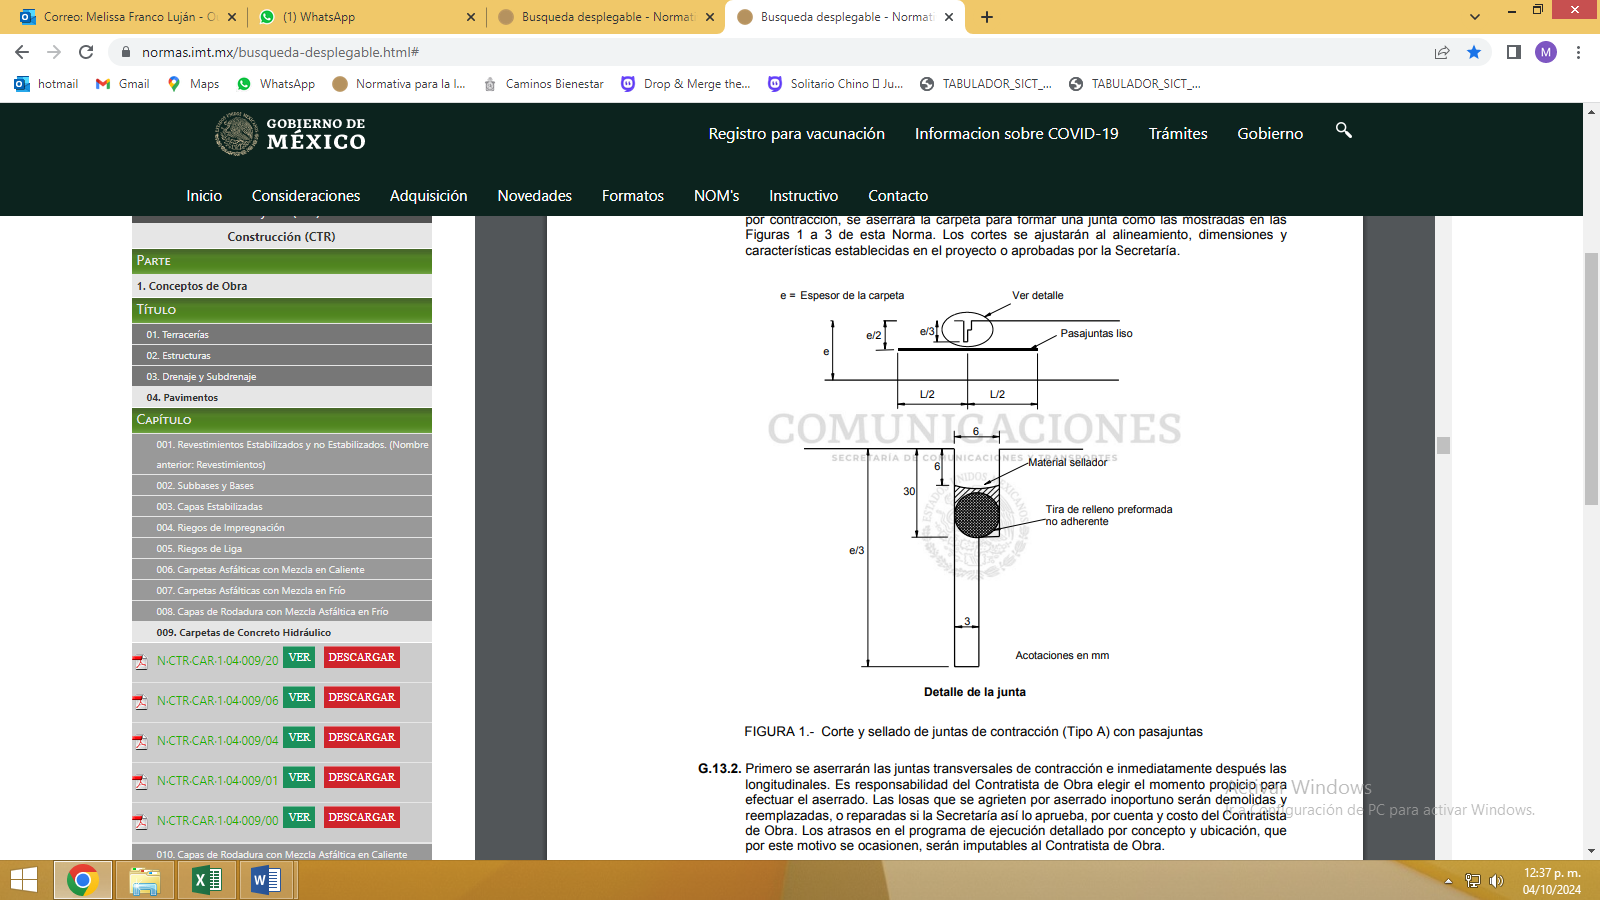 Correo: Melissa Franco Luján - O
(1) WhatsApp
Busqueda desplegable - Normati
Busqueda desplegable - Normati
normas.imt.mx/busqueda-desplegable.html#
M
hotmail
Gmail
Maps
WhatsApp
Normativa para la I...
Caminos Bienestar
Drop & Merge the...
Solitario Chino ▯ Ju...
TABULADOR_SICT_...
TABULADOR_SICT_...
GOBIERNO DE
MÉXICO
Registro para vacunación
Informacion sobre COVID-19
Trámites
Gobierno
Inicio
Consideraciones
Adquisición
Novedades
Formatos
NOM's
Instructivo
Contacto
Construcción (CTR)
PARTE
1. Conceptos de Obra
TÍTULO
01. Terracerías
02. Estructuras
03. Drenaje y Subdrenaje
04. Pavimentos
CAPÍTULO
001. Revestimientos Estabilizados y no Estabilizados. (Nombre
anterior: Revestimientos)
002. Subbases y Bases
003. Capas Estabilizadas
004. Riegos de Impregnación
005. Riegos de Liga
006. Carpetas Asfálticas con Mezcla en Caliente
007. Carpetas Asfálticas con Mezcla en Frío
008. Capas de Rodadura con Mezcla Asfáltica en Frío
009. Carpetas de Concreto Hidráulico
N·CTR·CAR·1·04·009/20 VER DESCARGAR
N·CTR·CAR·1·04·009/06 VER DESCARGAR
N·CTR·CAR·1·04·009/04 VER DESCARGAR
N·CTR·CAR·1·04·009/01 VER DESCARGAR
N·CTR·CAR·1·04·009/00 VER DESCARGAR
010. Capas de Rodadura con Mezcla Asfáltica en Caliente
por contracción, se aserrará la carpeta para formar una junta como las mostradas en las
Figuras 1 a 3 de esta Norma. Los cortes se ajustarán al alineamiento, dimensiones y
características establecidas en el proyecto o aprobadas por la Secretaría.
e = Espesor de la carpeta
Ver detalle
e/3
e/2
Pasajuntas liso
e
L/2
L/2
COMUNICACIONES
SECRETARÍA DE COMUNICACIONES Y TRANSPORTES
6
6
Material sellador
30
Tira de relleno preformada
no adherente
e/3
3
Acotaciones en mm
Detalle de la junta
FIGURA 1.- Corte y sellado de juntas de contracción (Tipo A) con pasajuntas
G.13.2. Primero se aserrarán las juntas transversales de contracción e inmediatamente después las
longitudinales. Es responsabilidad del Contratista de Obra elegir el momento propicio para
efectuar el aserrado. Las losas que se agrieten por aserrado inoportuno serán demolidas y
reemplazadas, o reparadas si la Secretaría así lo aprueba, por cuenta y costo del Contratista
de Obra. Los atrasos en el programa de ejecución detallado por concepto y ubicación, que
por este motivo se ocasionen, serán imputables al Contratista de Obra.
Activar Windows
Ir a Configuración de PC para activar Windows.
12:37 p. m.
04/10/2024